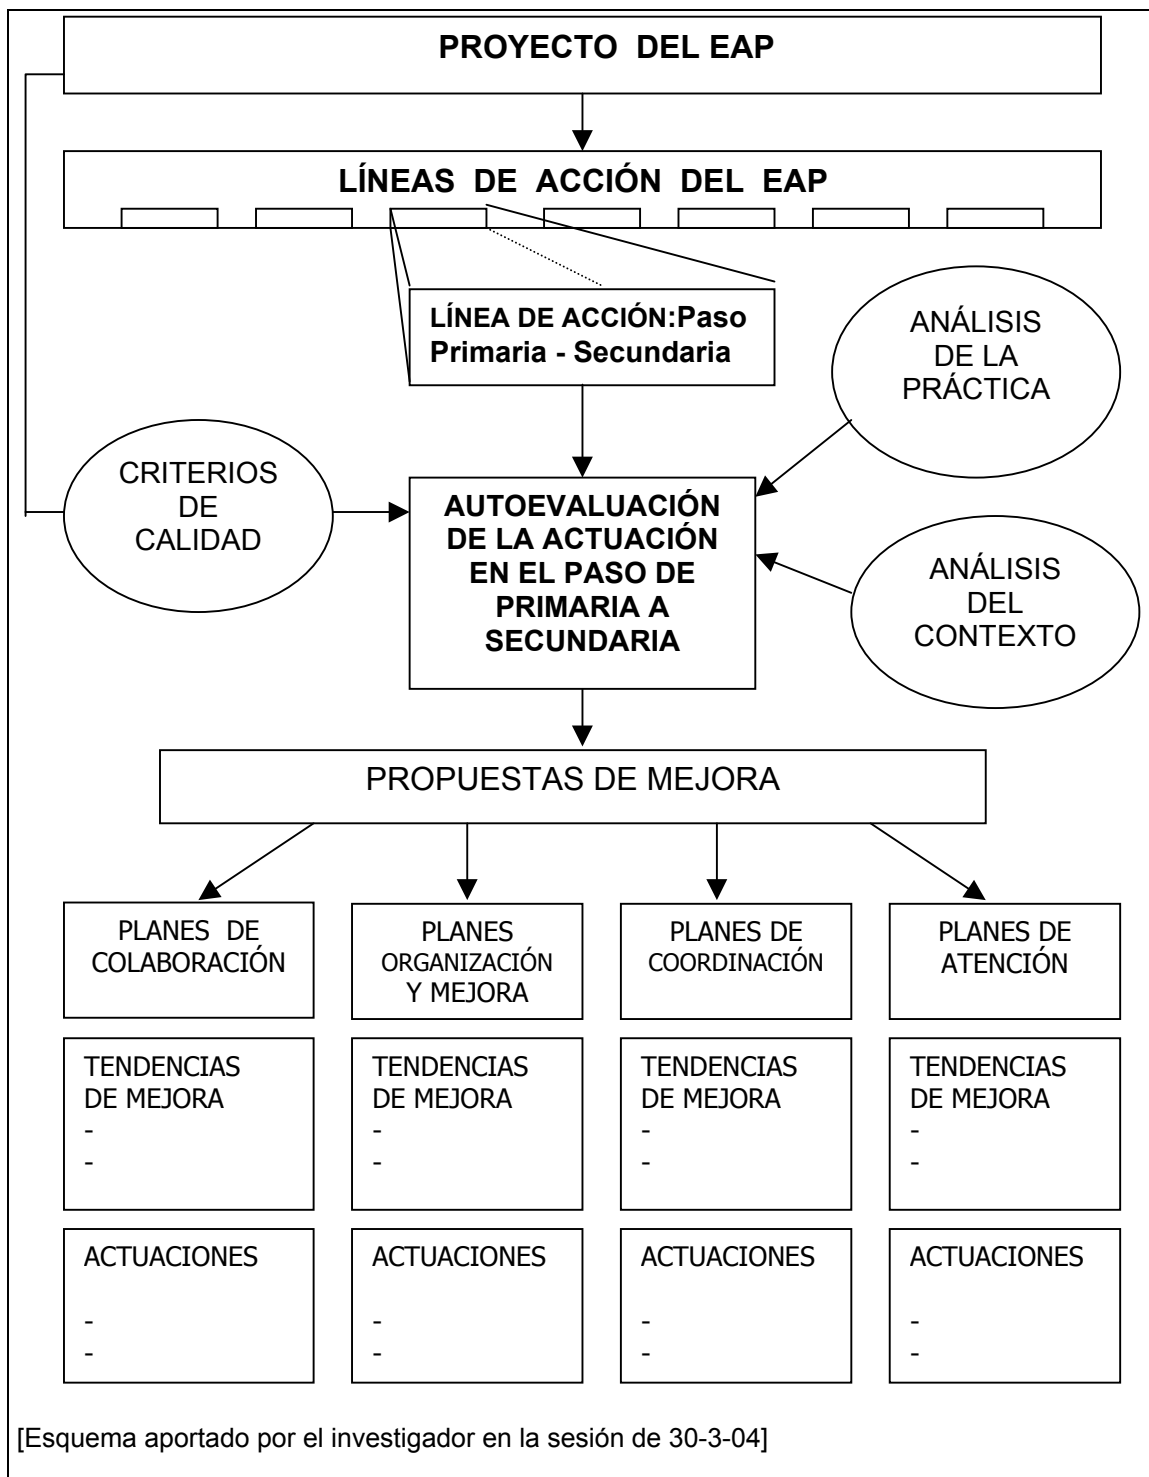 PROYECTO DEL EAP
LÍNEAS DE ACCIÓN DEL EAP
LÍNEA DE ACCIÓN:Paso
Primaria - Secundaria
ANÁLISIS
DE LA
PRÁCTICA
CRITERIOS
DE
CALIDAD
AUTOEVALUACIÓN
DE LA ACTUACIÓN
EN EL PASO DE
PRIMARIA A
SECUNDARIA
ANÁLISIS
DEL
CONTEXTO
PROPUESTAS DE MEJORA
PLANES DE
COLABORACIÓN
PLANES
ORGANIZACIÓN
Y MEJORA
PLANES DE
COORDINACIÓN
PLANES DE
ATENCIÓN
TENDENCIAS
DE MEJORA
-
-
TENDENCIAS
DE MEJORA
-
-
TENDENCIAS
DE MEJORA
-
-
TENDENCIAS
DE MEJORA
-
-
ACTUACIONES
-
-
ACTUACIONES
-
-
ACTUACIONES
-
-
ACTUACIONES
-
-
[Esquema aportado por el investigador en la sesión de 30-3-04]